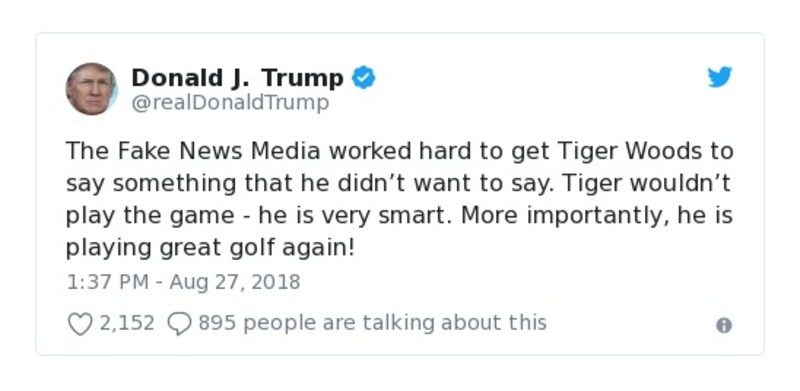 Donald J. Trump
@realDonaldTrump
The Fake News Media worked hard to get Tiger Woods to
say something that he didn’t want to say. Tiger wouldn’t
play the game - he is very smart. More importantly, he is
playing great golf again!
1:37 PM - Aug 27, 2018
2,152 895 people are talking about this